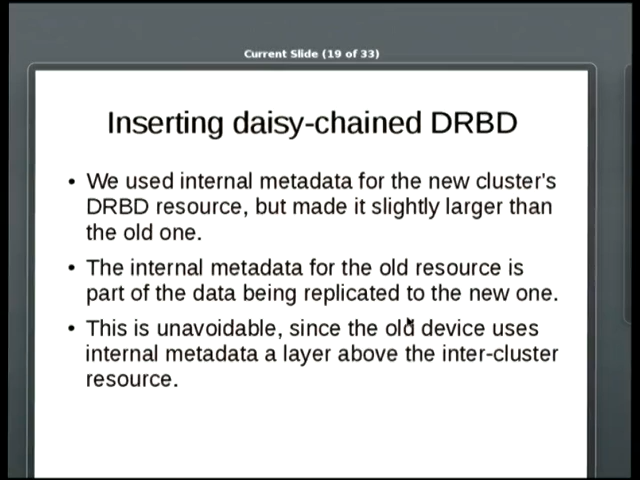 Current Slide (19 of 33)
Inserting daisy-chained DRBD
• We used internal metadata for the new cluster's
DRBD resource, but made it slightly larger than
the old one.
• The internal metadata for the old resource is
part of the data being replicated to the new one.
• This is unavoidable, since the old device uses
internal metadata a layer above the inter-cluster
resource.